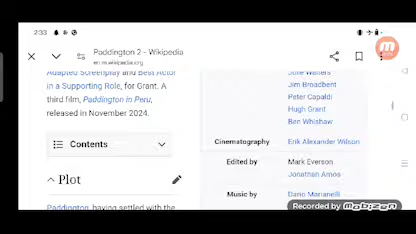 2:33
Paddington 2 - Wikipedia
en.m.wikipedia.org
Adapted Screenplay and Best Actor
in a Supporting Role, for Grant. A
third film, Paddington in Peru,
released in November 2024.
Contents
Plot
Paddington, having settled with the
Julie Walters
Jim Broadbent
Peter Capaldi
Hugh Grant
Ben Whishaw
Cinematography Erik Alexander Wilson
Edited by Mark Everson
Jonathan Amos
Music by Dario Marianelli
Recorded by mobizen